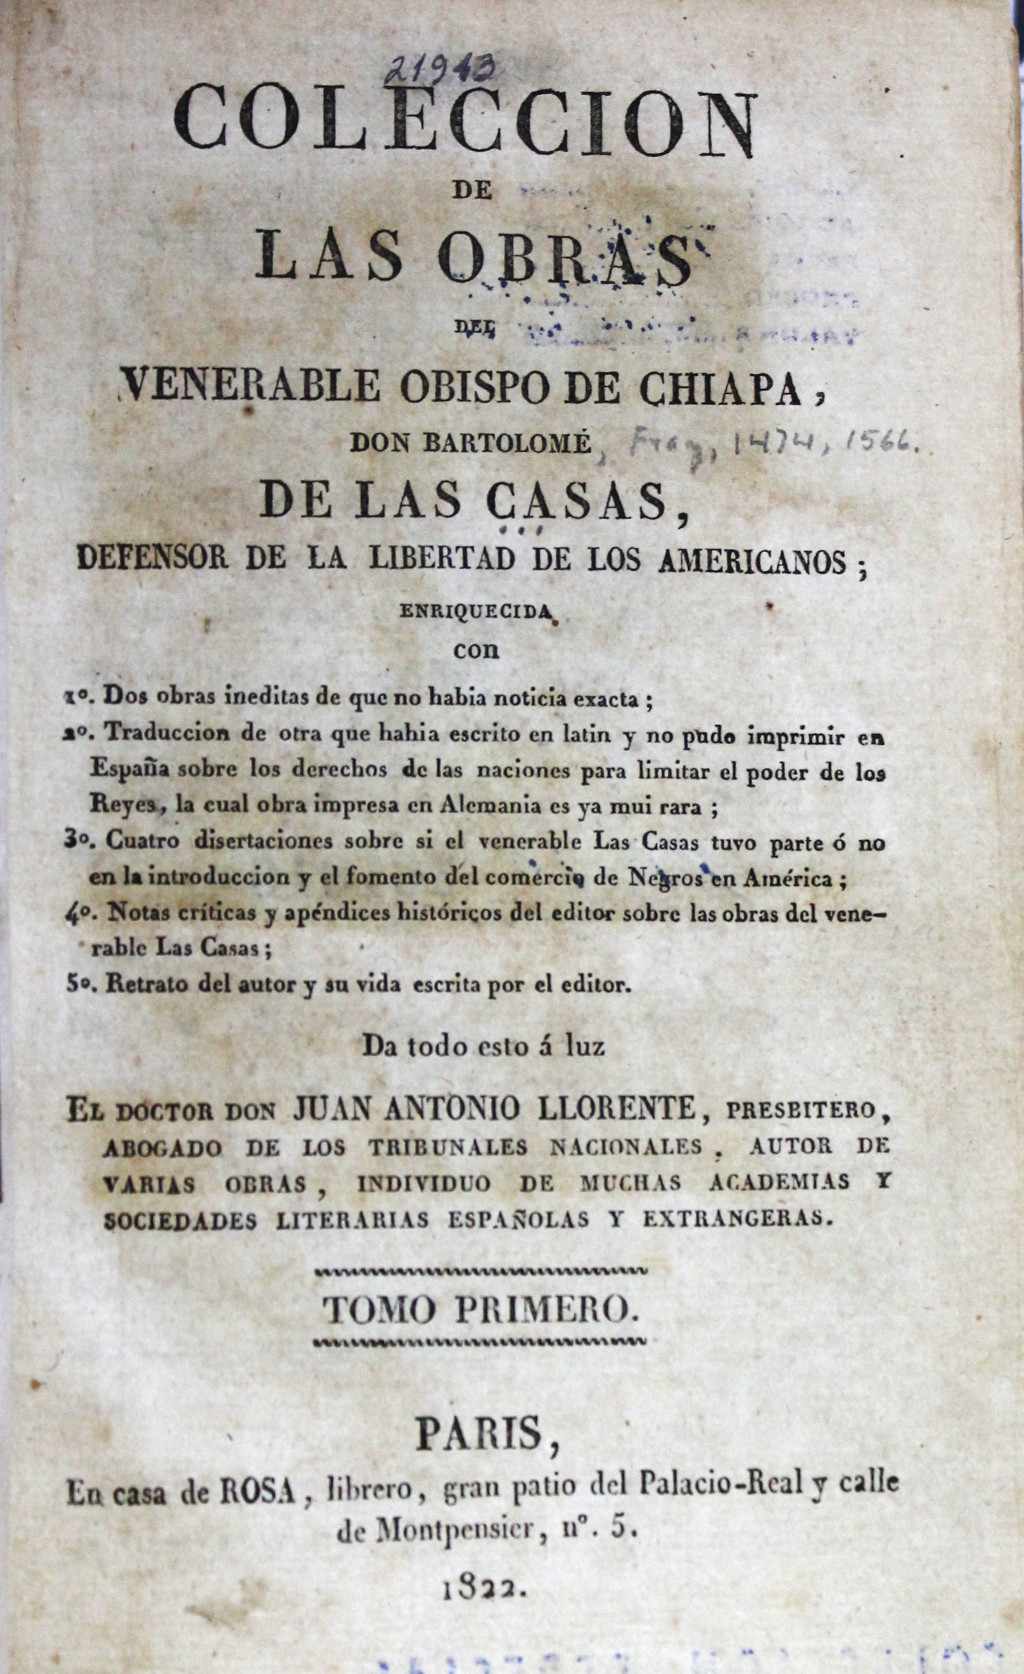 21943
COLECCION
DE
LAS OBRAS
DEL
VENERABLE OBISPO DE CHIAPA,
DON BARTOLOMÉ, Fray, 1474, 1566.
DE LAS CASAS,
DEFENSOR DE LA LIBERTAD DE LOS AMERICANOS;
ENRIQUECIDA
con
1º. Dos obras ineditas de que no habia noticia exacta;
2º. Traduccion de otra que habia escrito en latin y no pudo imprimir en
España sobre los derechos de las naciones para limitar el poder de los
Reyes, la cual obra impresa en Alemania es ya mui rara;
3º. Cuatro disertaciones sobre si el venerable Las Casas tuvo parte ó no
en la introduccion y el fomento del comercio de Negros en América;
4º. Notas críticas y apéndices históricos del editor sobre las obras del vene-
rable Las Casas;
5º. Retrato del autor y su vida escrita por el editor.
Da todo esto á luz
EL DOCTOR DON JUAN ANTONIO LLORENTE, PRESBITERO,
ABOGADO DE LOS TRIBUNALES NACIONALES, AUTOR DE
VARIAS OBRAS, INDIVIDUO DE MUCHAS ACADEMIAS Y
SOCIEDADES LITERARIAS ESPAÑOLAS Y EXTRANGERAS.
TOMO PRIMERO.
PARIS,
En casa de ROSA, librero, gran patio del Palacio-Real y calle
de Montpensier, nº. 5.
1822.